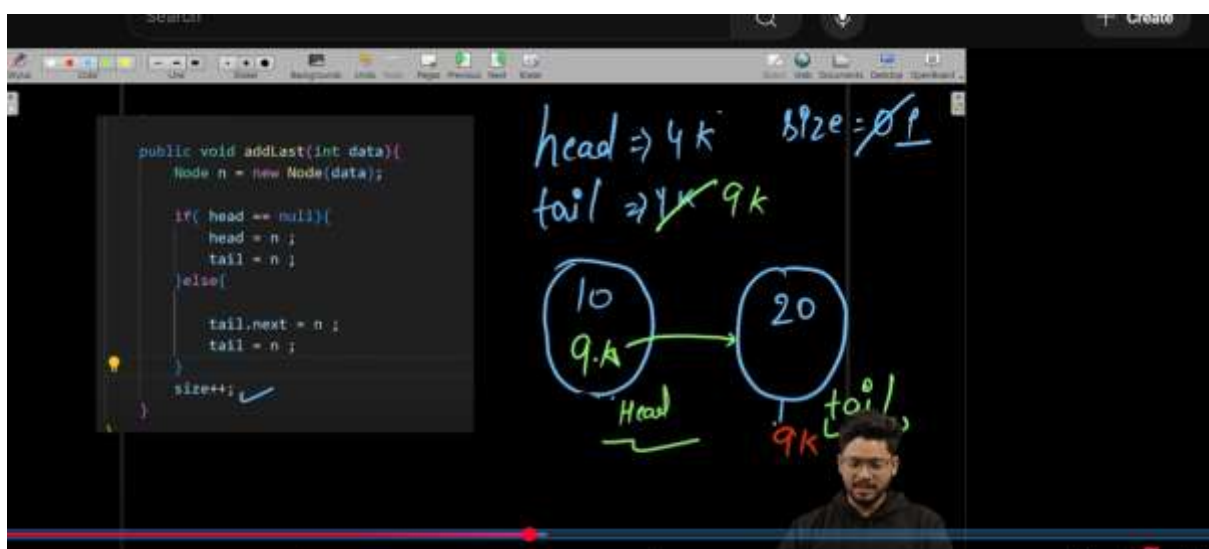 Search
Create
public void addLast(int data){
Node n = new Node(data);
if( head == null){
head = n ;
tail = n ;
}else{
tail.next = n ;
tail = n ;
}
size++;
}
head => 4k
size = 0 1
tail => 4k 9k
10
9.k
20
Head
tail
9k